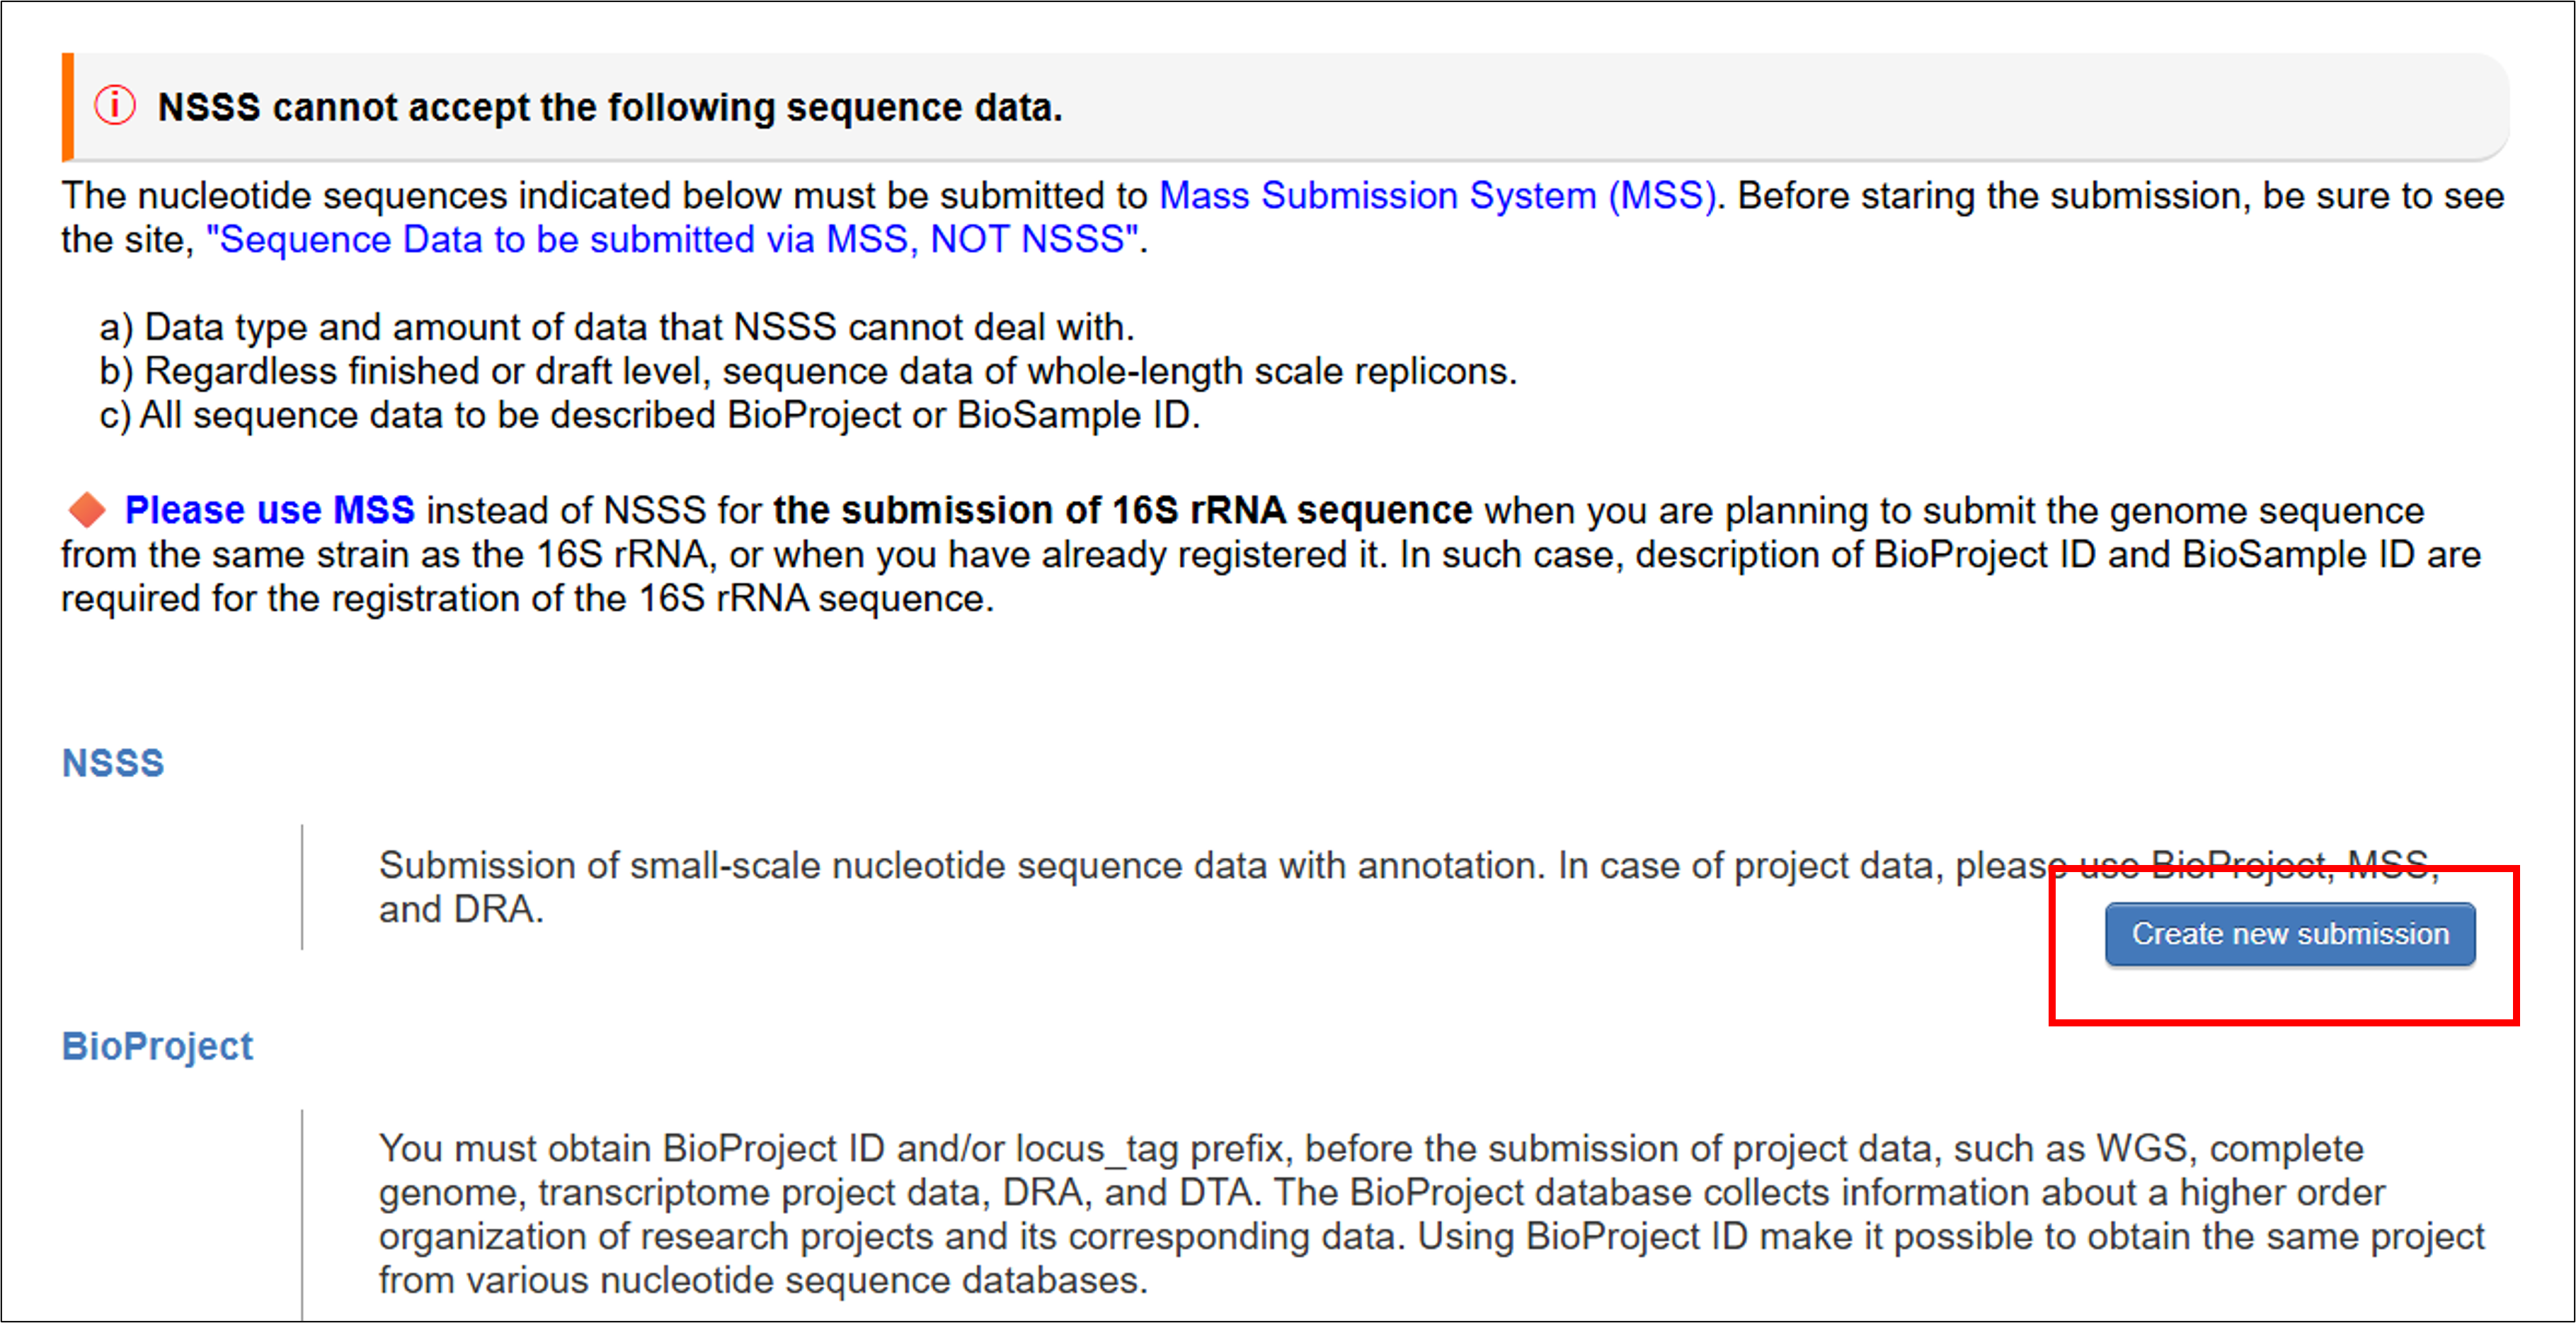 NSSS cannot accept the following sequence data.
The nucleotide sequences indicated below must be submitted to Mass Submission System (MSS). Before staring the submission, be sure to see
the site, "Sequence Data to be submitted via MSS, NOT NSSS".
a) Data type and amount of data that NSSS cannot deal with.
b) Regardless finished or draft level, sequence data of whole-length scale replicons.
c) All sequence data to be described BioProject or BioSample ID.
Please use MSS instead of NSSS for the submission of 16S rRNA sequence when you are planning to submit the genome sequence
from the same strain as the 16S rRNA, or when you have already registered it. In such case, description of BioProject ID and BioSample ID are
required for the registration of the 16S rRNA sequence.
NSSS
Submission of small-scale nucleotide sequence data with annotation. In case of project data, please use BioProject, MSS,
and DRA.
Create new submission
BioProject
You must obtain BioProject ID and/or locus_tag prefix, before the submission of project data, such as WGS, complete
genome, transcriptome project data, DRA, and DTA. The BioProject database collects information about a higher order
organization of research projects and its corresponding data. Using BioProject ID make it possible to obtain the same project
from various nucleotide sequence databases.